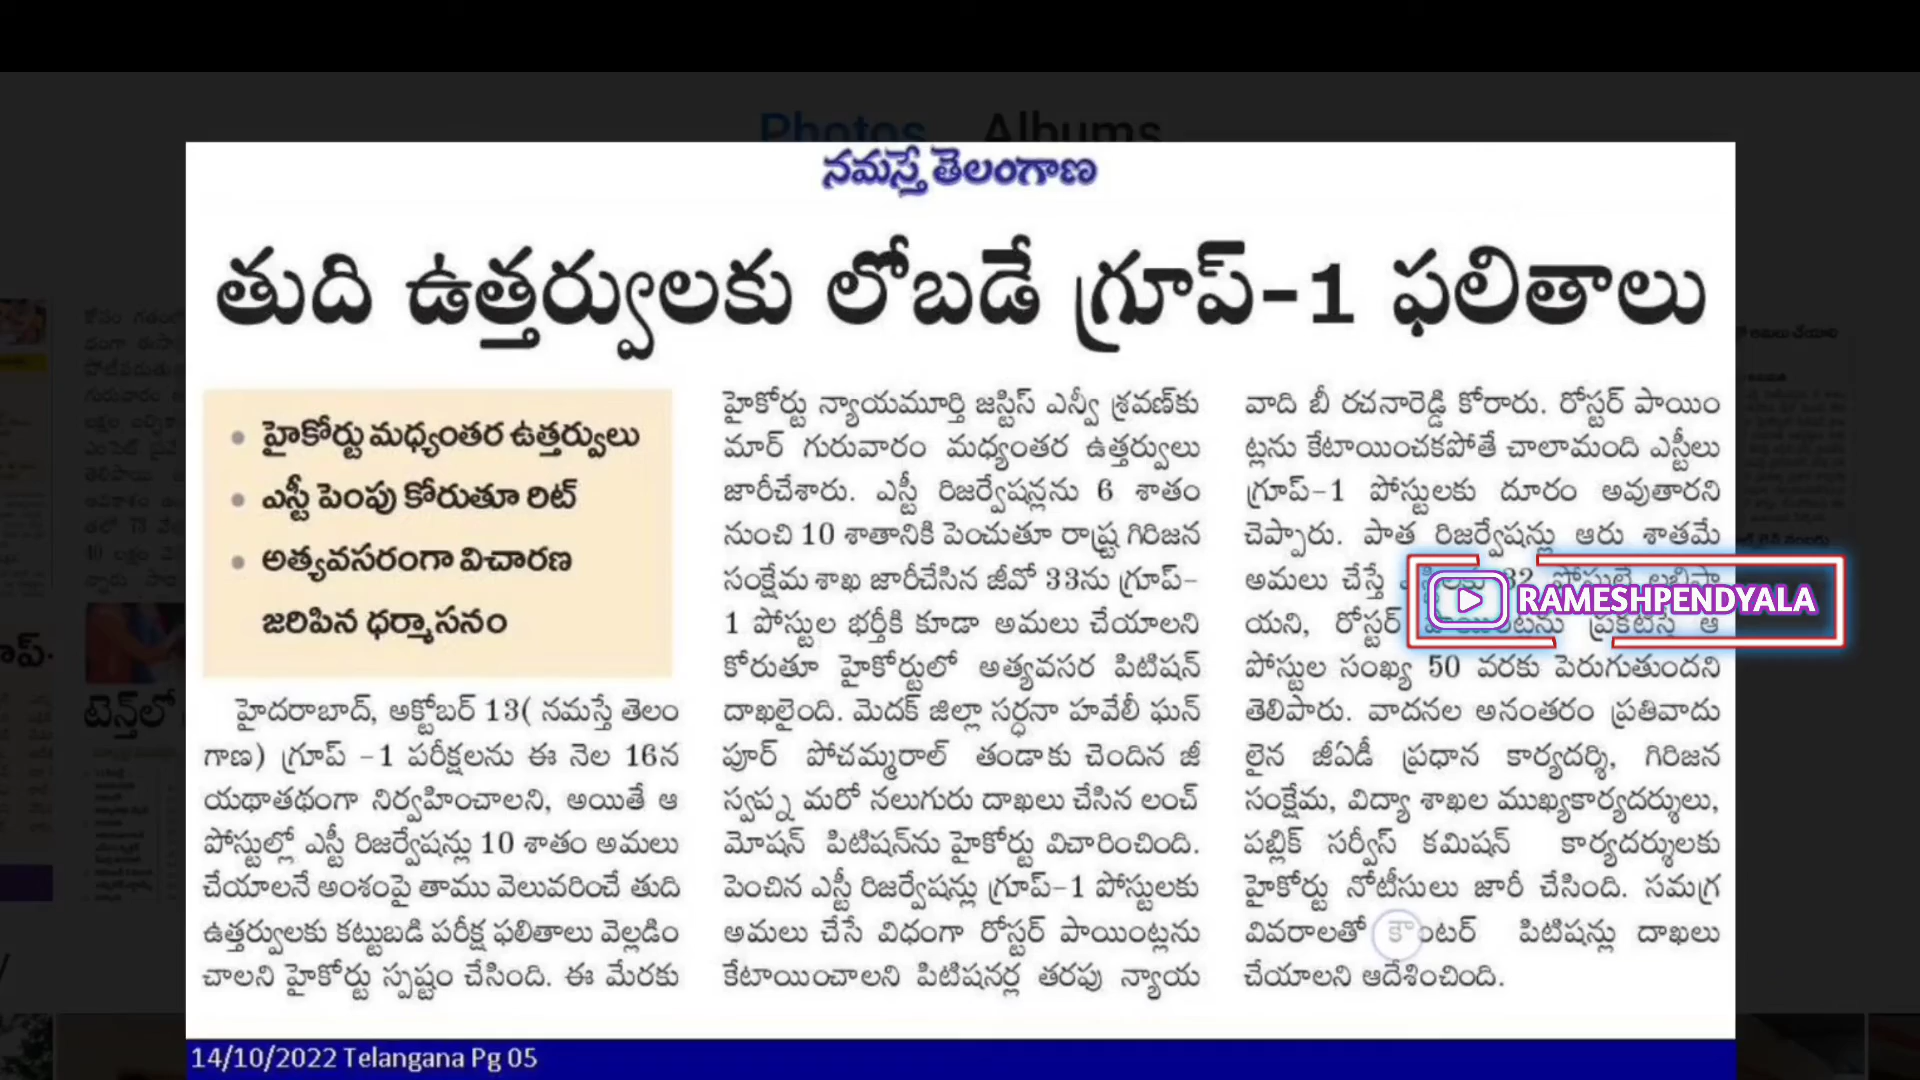 Photos Albums
నమస్తే తెలంగాణ
తుది ఉత్తర్వులకు లోబడే గ్రూప్-1 ఫలితాలు
• హైకోర్టు మధ్యంతర ఉత్తర్వులు
• ఎస్టీ పెంపు కోరుతూ రిట్
• అత్యవసరంగా విచారణ
జరిపిన ధర్మాసనం
హైదరాబాద్, అక్టోబర్ 13( నమస్తే తెలం
గాణ) గ్రూప్ -1 పరీక్షలను ఈ నెల 16న
యథాతథంగా నిర్వహించాలని, అయితే ఆ
పోస్టుల్లో ఎస్టీ రిజర్వేషన్లు 10 శాతం అమలు
చేయాలనే అంశంపై తాము వెలువరించే తుది
ఉత్తర్వులకు కట్టుబడి పరీక్ష ఫలితాలు వెల్లడిం
చాలని హైకోర్టు స్పష్టం చేసింది. ఈ మేరకు
హైకోర్టు న్యాయమూర్తి జస్టిస్ ఎన్వీ శ్రవణ్‌కు
మార్ గురువారం మధ్యంతర ఉత్తర్వులు
జారీచేశారు. ఎస్టీ రిజర్వేషన్లను 6 శాతం
నుంచి 10 శాతానికి పెంచుతూ రాష్ట్ర గిరిజన
సంక్షేమ శాఖ జారీచేసిన జీవో 33ను గ్రూప్-
1 పోస్టుల భర్తీకి కూడా అమలు చేయాలని
కోరుతూ హైకోర్టులో అత్యవసర పిటిషన్
దాఖలైంది. మెదక్ జిల్లా సర్ధనా హవేలీ ఘన్
పూర్ పోచమ్మరాల్ తండాకు చెందిన జీ
స్వప్న మరో నలుగురు దాఖలు చేసిన లంచ్
మోషన్ పిటిషన్‌ను హైకోర్టు విచారించింది.
పెంచిన ఎస్టీ రిజర్వేషన్లు గ్రూప్-1 పోస్టులకు
అమలు చేసే విధంగా రోస్టర్ పాయింట్లను
కేటాయించాలని పిటిషనర్ల తరఫు న్యాయ
వాది బీ రచనారెడ్డి కోరారు. రోస్టర్ పాయిం
ట్లను కేటాయించకపోతే చాలామంది ఎస్టీలు
గ్రూప్-1 పోస్టులకు దూరం అవుతారని
చెప్పారు. పాత రిజర్వేషన్లు ఆరు శాతమే
అమలు చేస్తే 32
యని, రోస్టర్ ఆ
పోస్టుల సంఖ్య 50 వరకు పెరుగుతుందని
తెలిపారు. వాదనల అనంతరం ప్రతివాదు
లైన జీఏడీ ప్రధాన కార్యదర్శి, గిరిజన
సంక్షేమ, విద్యా శాఖల ముఖ్యకార్యదర్శులు,
పబ్లిక్ సర్వీస్ కమిషన్ కార్యదర్శులకు
హైకోర్టు నోటీసులు జారీ చేసింది. సమగ్ర
వివరాలతో కౌంటర్ పిటిషన్లు దాఖలు
చేయాలని ఆదేశించింది.
RAMESHPENDYALA
టెన్త్‌లో
14/10/2022 Telangana Pg 05